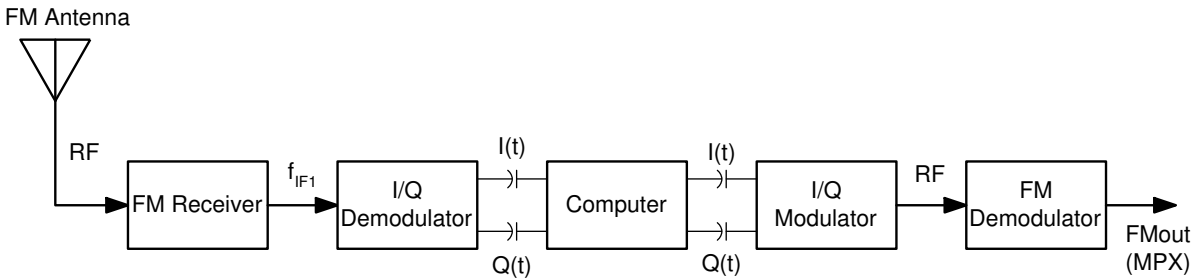 FM Antenna
RF
FM Receiver
f_IF1
I/Q
Demodulator
I(t)
Q(t)
Computer
I(t)
Q(t)
I/Q
Modulator
RF
FM
Demodulator
FMout
(MPX)